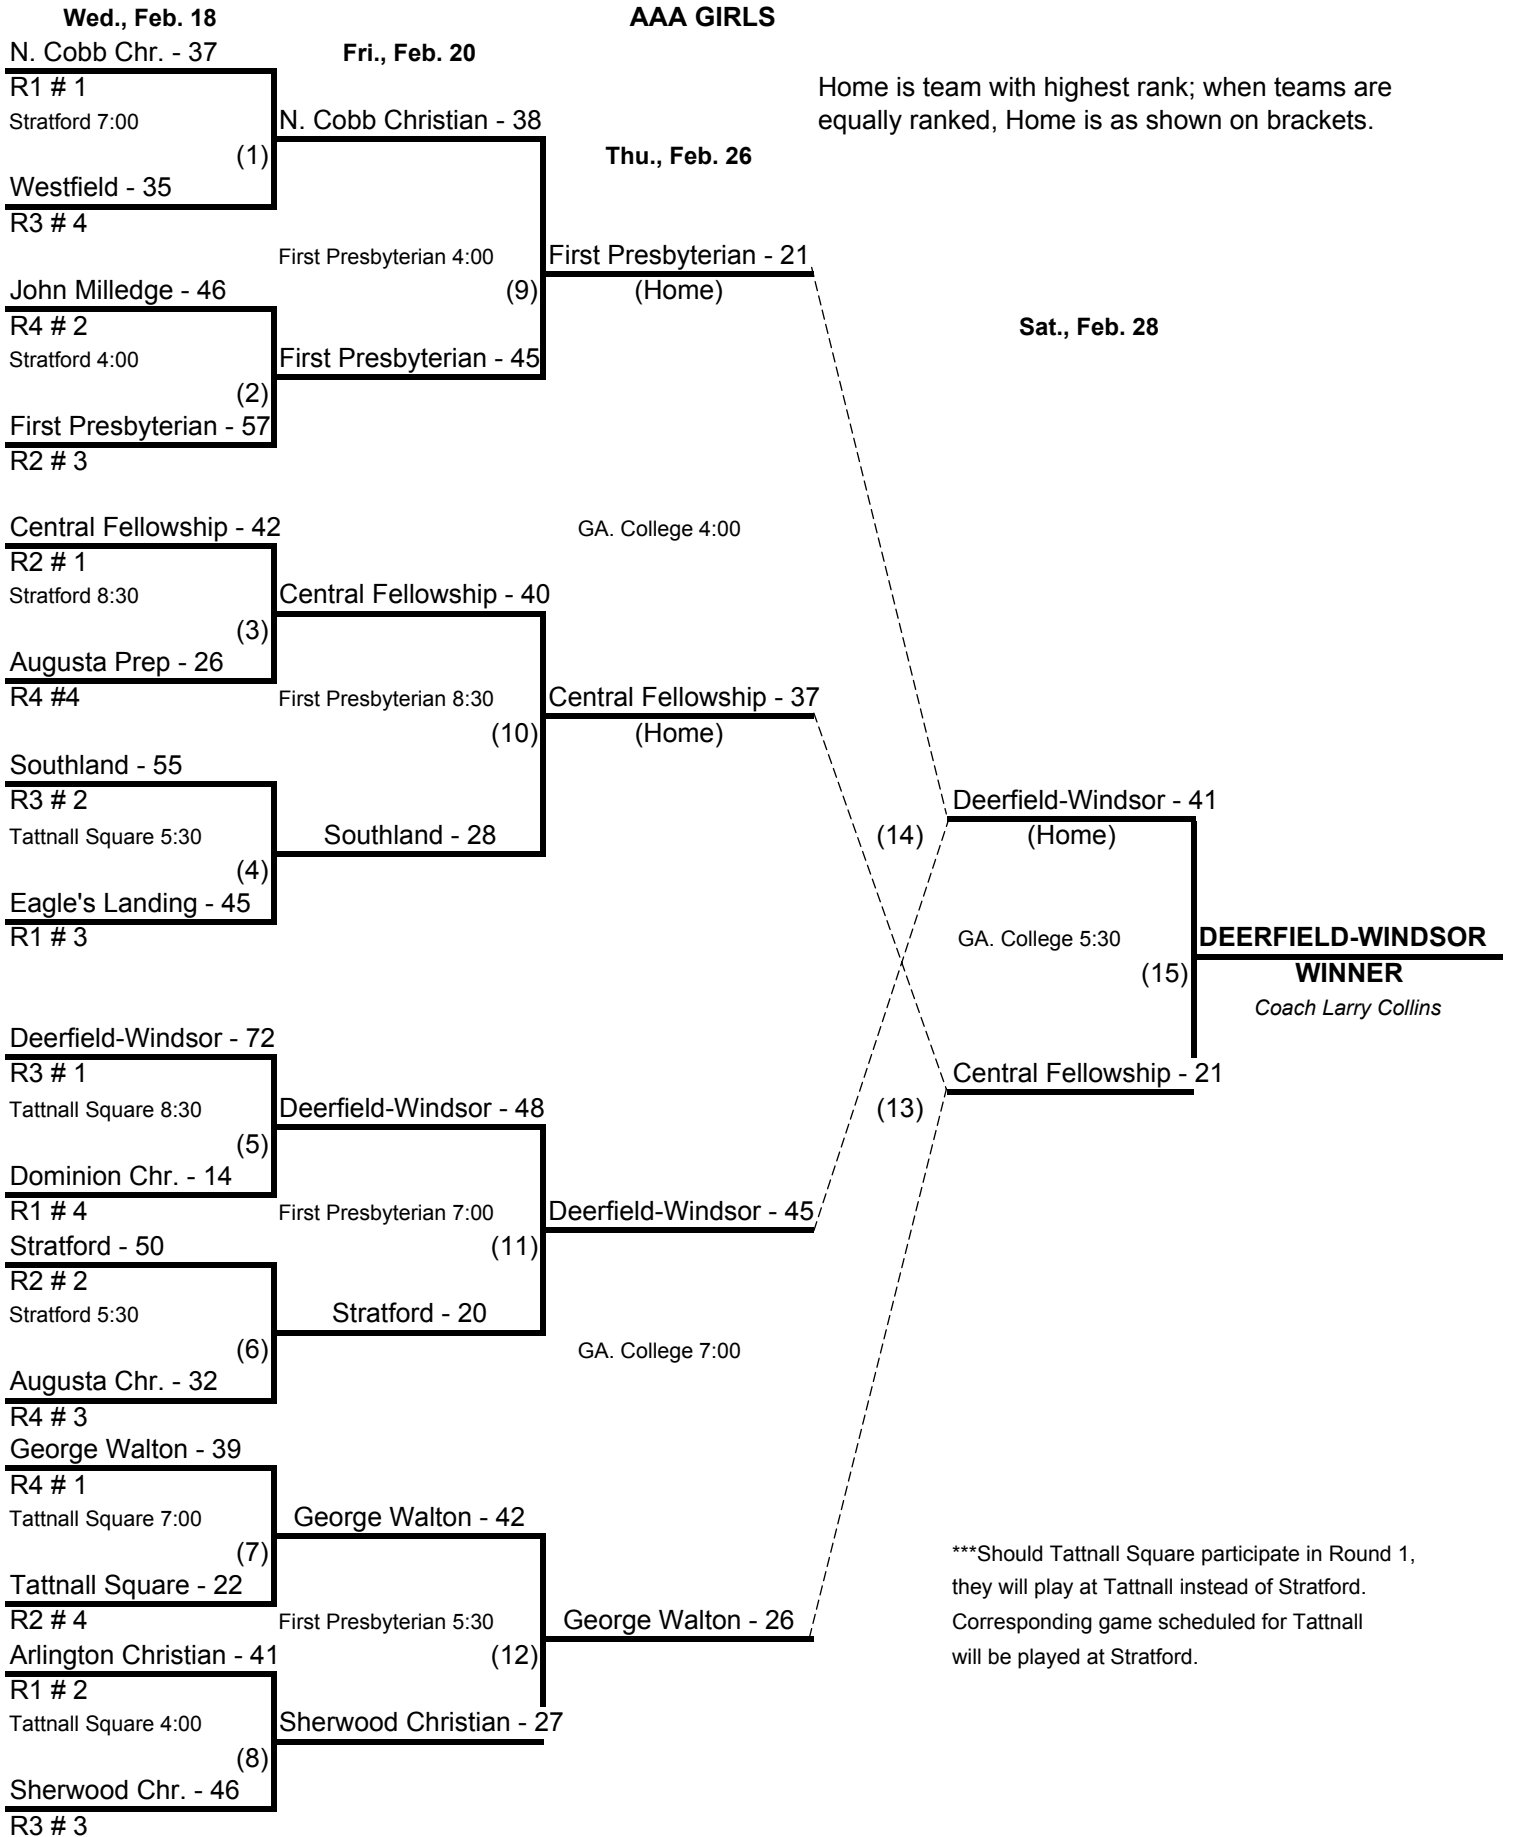 Wed., Feb. 18
AAA GIRLS
N. Cobb Chr. - 37
Fri., Feb. 20
R1 # 1
Home is team with highest rank; when teams are
Stratford 7:00
N. Cobb Christian - 38
equally ranked, Home is as shown on brackets.
(1)
Thu., Feb. 26
Westfield - 35
R3 # 4
First Presbyterian 4:00
First Presbyterian - 21
John Milledge - 46
(9)
(Home)
R4 # 2
Sat., Feb. 28
Stratford 4:00
First Presbyterian - 45
(2)
First Presbyterian - 57
R2 # 3
Central Fellowship - 42
GA. College 4:00
R2 # 1
Stratford 8:30
Central Fellowship - 40
(3)
Augusta Prep - 26
R4 #4
First Presbyterian 8:30
Central Fellowship - 37
(10)
(Home)
Southland - 55
R3 # 2
Deerfield-Windsor - 41
Tattnall Square 5:30
Southland - 28
(14)
(Home)
(4)
Eagle's Landing - 45
R1 # 3
GA. College 5:30
DEERFIELD-WINDSOR
(15)
WINNER
Coach Larry Collins
Deerfield-Windsor - 72
R3 # 1
Central Fellowship - 21
Tattnall Square 8:30
Deerfield-Windsor - 48
(13)
(5)
Dominion Chr. - 14
R1 # 4
First Presbyterian 7:00
Deerfield-Windsor - 45
Stratford - 50
(11)
R2 # 2
Stratford 5:30
Stratford - 20
(6)
GA. College 7:00
Augusta Chr. - 32
R4 # 3
George Walton - 39
R4 # 1
Tattnall Square 7:00
George Walton - 42
(7)
***Should Tattnall Square participate in Round 1,
Tattnall Square - 22
they will play at Tattnall instead of Stratford.
R2 # 4
First Presbyterian 5:30
George Walton - 26
Corresponding game scheduled for Tattnall
Arlington Christian - 41
(12)
will be played at Stratford.
R1 # 2
Tattnall Square 4:00
Sherwood Christian - 27
(8)
Sherwood Chr. - 46
R3 # 3